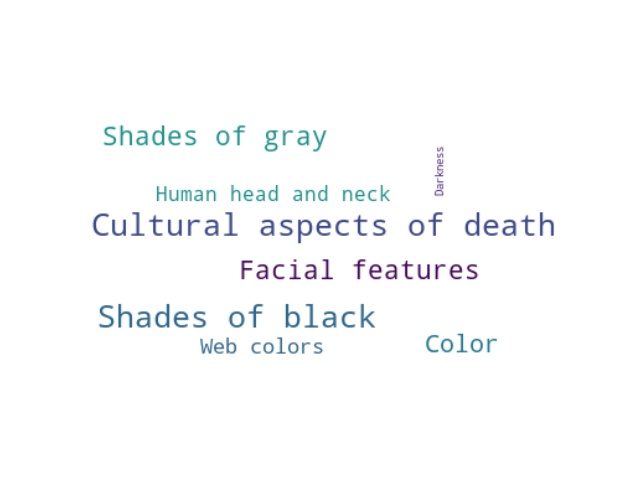 Shades of gray
Darkness
Human head and neck
Cultural aspects of death
Facial features
Shades of black
Web colors
Color